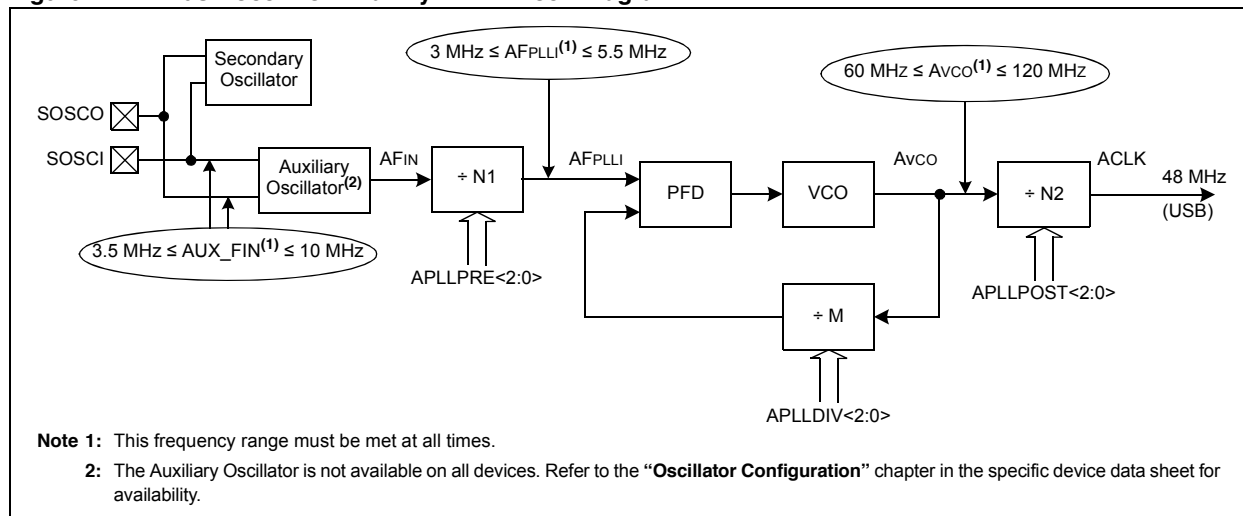 Secondary
Oscillator
3 MHz ≤ AFPLLI(1) ≤ 5.5 MHz
60 MHz ≤ AVCO(1) ≤ 120 MHz
SOSCO
SOSCI
Auxiliary
Oscillator(2)
AFIN
÷ N1
AFPLLI
PFD
VCO
AVCO
÷ N2
ACLK
48 MHz
(USB)
3.5 MHz ≤ AUX_FIN(1) ≤ 10 MHz
APLLPRE<2:0>
APLLPOST<2:0>
÷ M
APLLDIV<2:0>
Note 1: This frequency range must be met at all times.
2: The Auxiliary Oscillator is not available on all devices. Refer to the “Oscillator Configuration” chapter in the specific device data sheet for
availability.